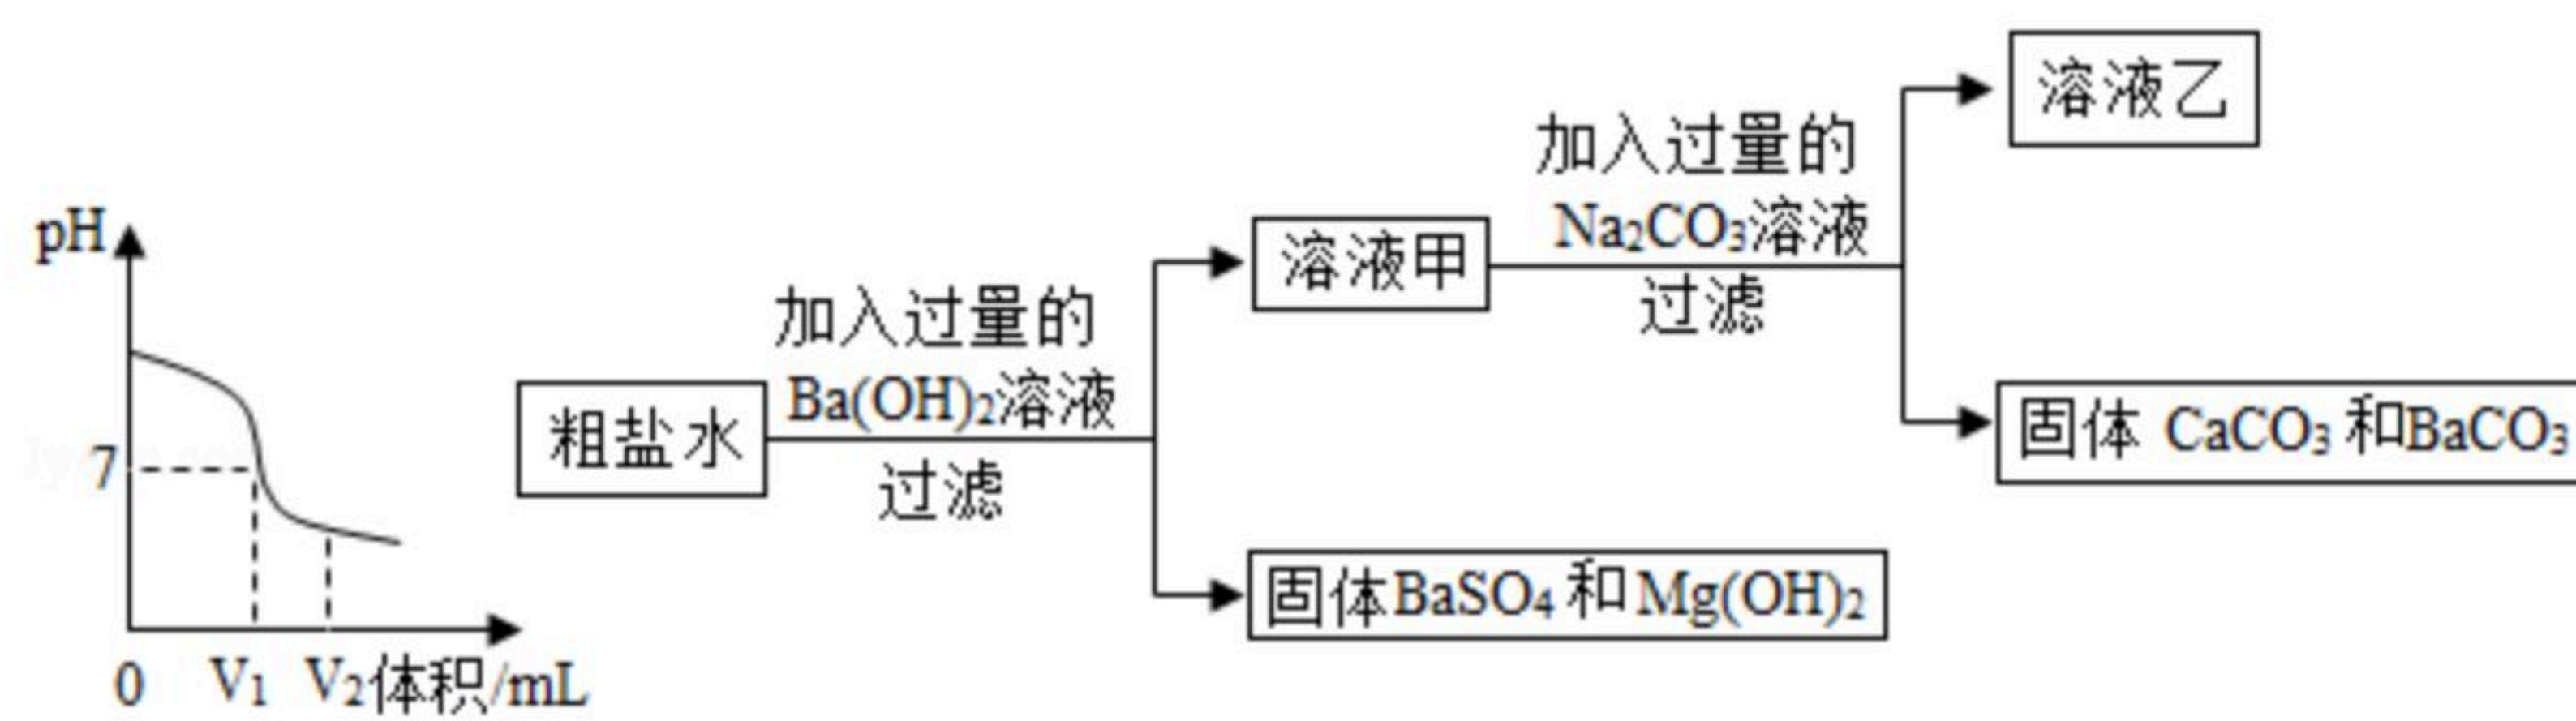 pH
7
0 V₁ V₂体积/mL
粗盐水
加入过量的
Ba(OH)₂溶液
过滤
溶液甲
固体BaSO₄和Mg(OH)₂
加入过量的
Na₂CO₃溶液
过滤
溶液乙
固体 CaCO₃和BaCO₃